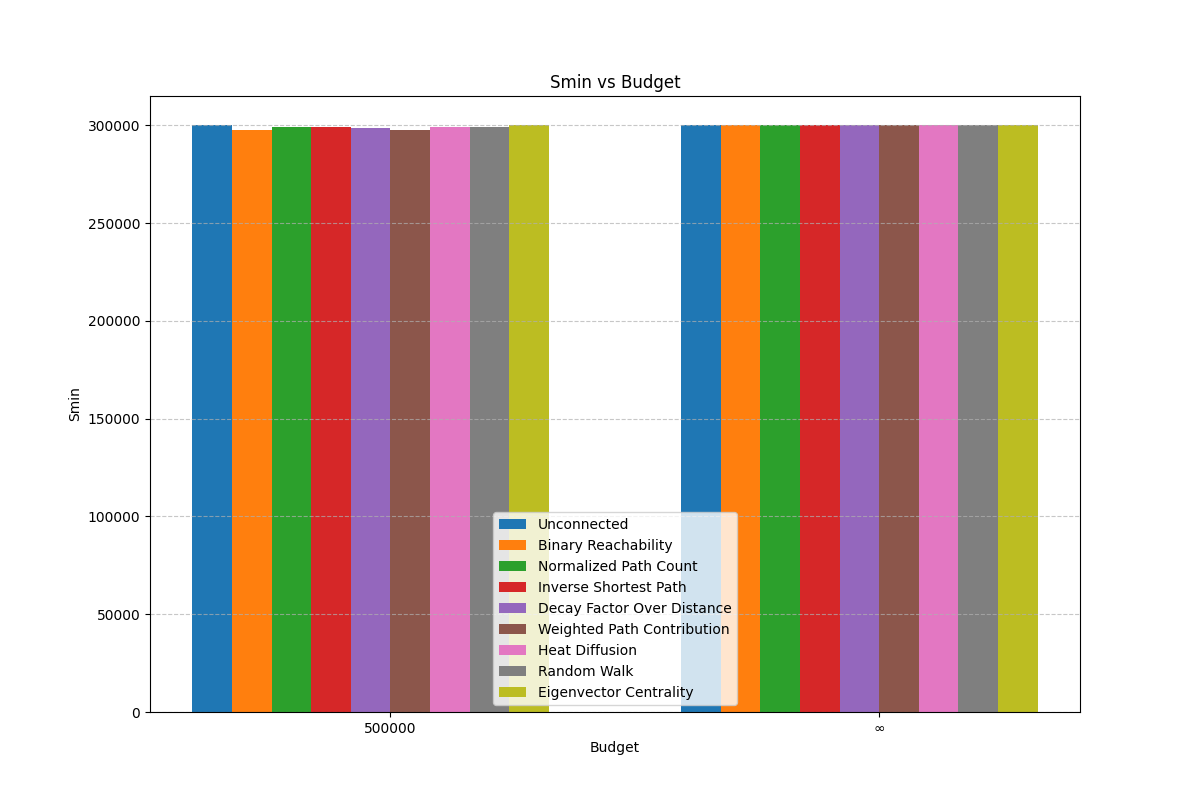 Smin vs Budget
300000
250000
200000
150000
100000
50000
0
Smin
Unconnected
Binary Reachability
Normalized Path Count
Inverse Shortest Path
Decay Factor Over Distance
Weighted Path Contribution
Heat Diffusion
Random Walk
Eigenvector Centrality
500000
∞
Budget